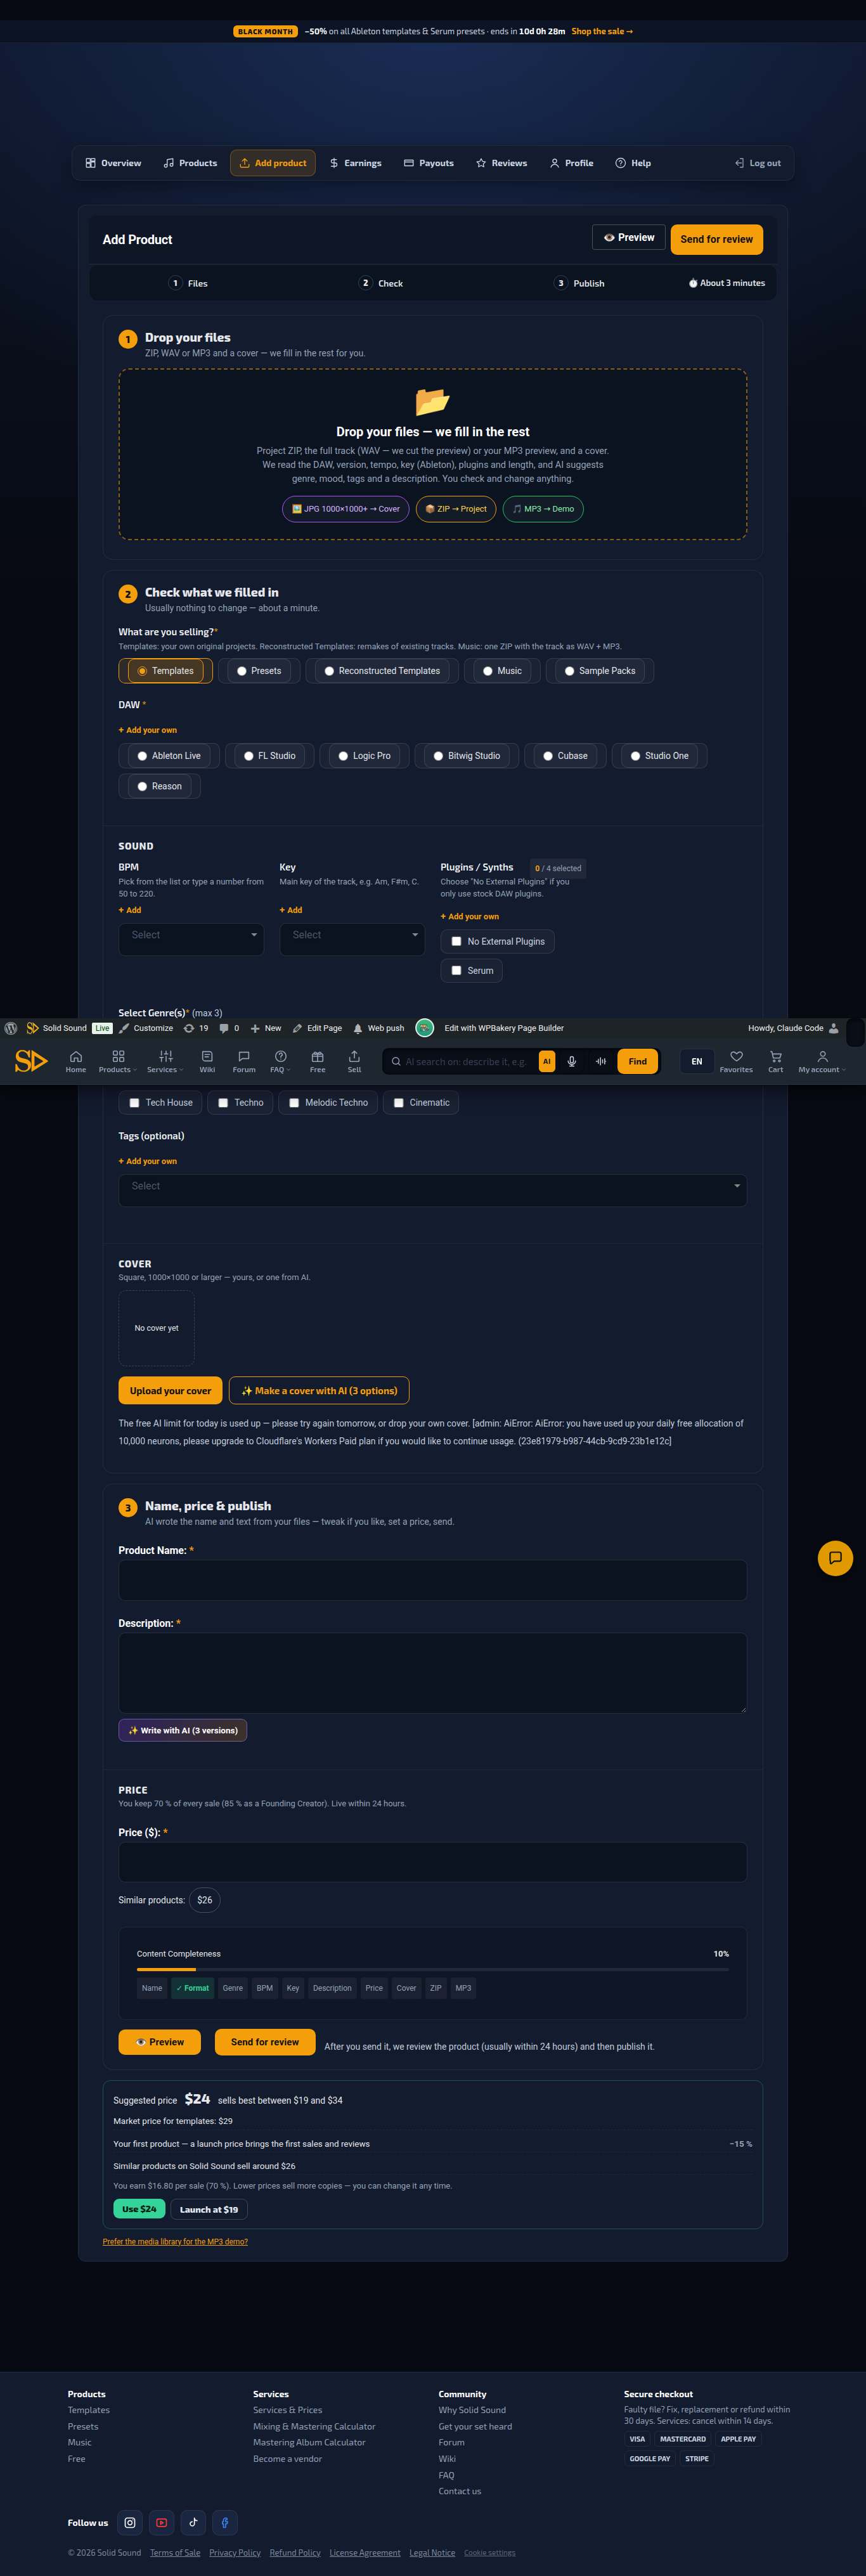 BLACK MONTH −50% on all Ableton templates & Serum presets · ends in 10d 0h 28m Shop the sale →
Overview Products Add product Earnings Payouts Reviews Profile Help Log out
Add Product
Preview Send for review
1 Files 2 Check 3 Publish About 3 minutes
1 Drop your files
ZIP, WAV or MP3 and a cover — we fill in the rest for you.
Drop your files — we fill in the rest
Project ZIP, the full track (WAV — we cut the preview) or your MP3 preview, and a cover.
We read the DAW, version, tempo, key (Ableton), plugins and length, and AI suggests
genre, mood, tags and a description. You check and change anything.
JPG 1000×1000+ → Cover ZIP → Project MP3 → Demo
2 Check what we filled in
Usually nothing to change — about a minute.
What are you selling?*
Templates: your own original projects. Reconstructed Templates: remakes of existing tracks. Music: one ZIP with the track as WAV + MP3.
Templates Presets Reconstructed Templates Music Sample Packs
DAW *
+ Add your own
Ableton Live FL Studio Logic Pro Bitwig Studio Cubase Studio One
Reason
SOUND
BPM
Pick from the list or type a number from
50 to 220.
+ Add
Select
Key
Main key of the track, e.g. Am, F#m, C.
+ Add
Select
Plugins / Synths 0 / 4 selected
Choose "No External Plugins" if you
only use stock DAW plugins.
+ Add your own
No External Plugins
Serum
Select Genre(s)* (max 3)
Solid Sound Live Customize 19 0 New Edit Page Web push Edit with WPBakery Page Builder Howdy, Claude Code
Home Products Services Wiki Forum FAQ Free Sell AI search on: describe it, e.g. AI Find EN Favorites Cart My account
Tech House Techno Melodic Techno Cinematic
Tags (optional)
+ Add your own
Select
COVER
Square, 1000×1000 or larger — yours, or one from AI.
No cover yet
Upload your cover ✨ Make a cover with AI (3 options)
The free AI limit for today is used up — please try again tomorrow, or drop your own cover. [admin: AiError: AiError: you have used up your daily free allocation of
10,000 neurons, please upgrade to Cloudflare's Workers Paid plan if you would like to continue usage. (23e81979-b987-44cb-9cd9-23b1e12c]
3 Name, price & publish
AI wrote the name and text from your files — tweak if you like, set a price, send.
Product Name: *
Description: *
✨ Write with AI (3 versions)
PRICE
You keep 70 % of every sale (85 % as a Founding Creator). Live within 24 hours.
Price ($): *
Similar products: $26
Content Completeness 10%
Name ✓ Format Genre BPM Key Description Price Cover ZIP MP3
Preview Send for review After you send it, we review the product (usually within 24 hours) and then publish it.
Suggested price $24 sells best between $19 and $34
Market price for templates: $29
Your first product — a launch price brings the first sales and reviews −15 %
Similar products on Solid Sound sell around $26
You earn $16.80 per sale (70 %). Lower prices sell more copies — you can change it any time.
Use $24 Launch at $19
Prefer the media library for the MP3 demo?
Products
Templates
Presets
Music
Free
Services
Services & Prices
Mixing & Mastering Calculator
Mastering Album Calculator
Become a vendor
Community
Why Solid Sound
Get your set heard
Forum
Wiki
FAQ
Contact us
Secure checkout
Faulty file? Fix, replacement or refund within
30 days. Services: cancel within 14 days.
VISA MASTERCARD APPLE PAY
GOOGLE PAY STRIPE
Follow us
© 2026 Solid Sound Terms of Sale Privacy Policy Refund Policy License Agreement Legal Notice Cookie settings